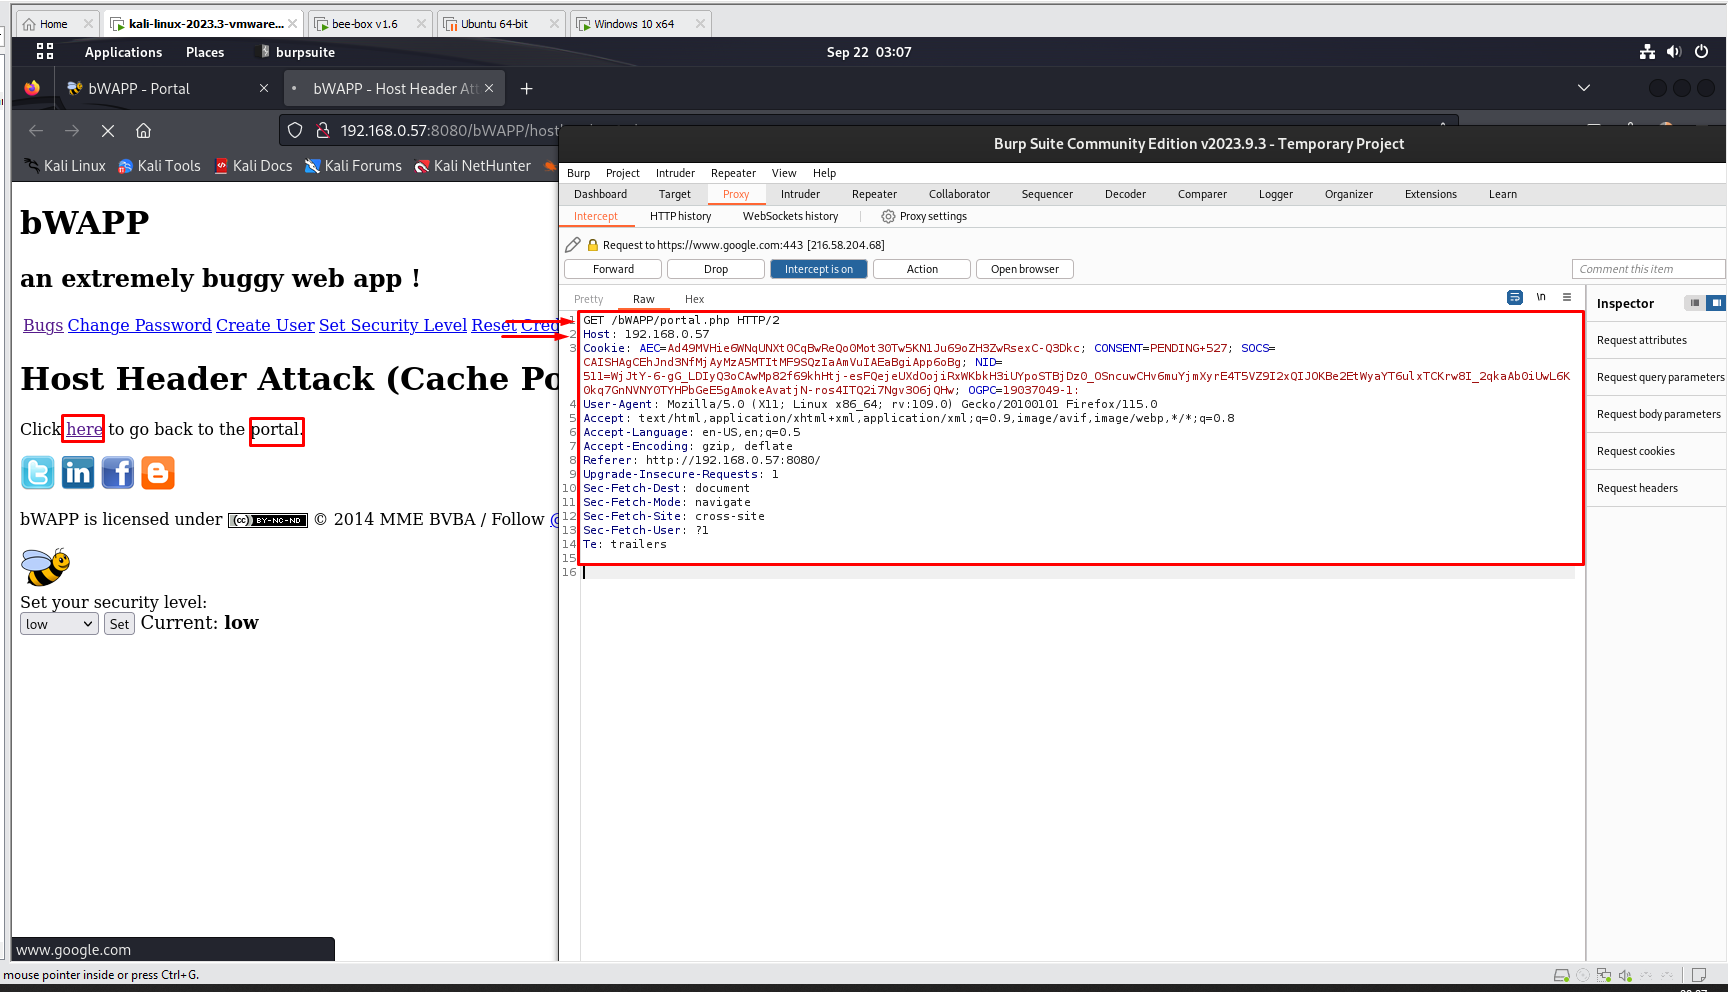 Home
kali-linux-2023.3-vmware...
bee-box v1.6
Ubuntu 64-bit
Windows 10 x64
Applications
Places
burpsuite
Sep 22 03:07
bWAPP - Portal
bWAPP - Host Header Att
192.168.0.57:8080/bWAPP/host
Kali Linux
Kali Tools
Kali Docs
Kali Forums
Kali NetHunter
bWAPP
an extremely buggy web app !
Bugs Change Password Create User Set Security Level Reset Cred
Host Header Attack (Cache Po
Click here to go back to the portal.
bWAPP is licensed under (cc) BY-NC-ND © 2014 MME BVBA / Follow @
Set your security level:
low Set Current: low
www.google.com
Burp Suite Community Edition v2023.9.3 - Temporary Project
Burp Project Intruder Repeater View Help
Dashboard Target Proxy Intruder Repeater Collaborator Sequencer Decoder Comparer Logger Organizer Extensions Learn
Intercept HTTP history WebSockets history Proxy settings
Request to https://www.google.com:443 [216.58.204.68]
Forward Drop Intercept is on Action Open browser Comment this item
Pretty Raw Hex \n
1 GET /bWAPP/portal.php HTTP/2
2 Host: 192.168.0.57
3 Cookie: AEC=Ad49MVHie6WNqUNXt0CqBwReQo0Mot30Tw5KN1Ju69oZH3ZwRsexC-Q3Dkc; CONSENT=PENDING+527; SOCS=
CAISHAgCEhJnd3NfMjAyMzA5MTItMF9SQzIaAmVuIAEaBgiApp6oBg; NID=
511=WjJtY-6-gG_LDIyQ3oCAwMp82f69khHtj-esFQejeUXdOojiRxWKbkH3iUYpoSTBjDz0_OSncuwCHv6muYjmXyrE4T5VZ9I2xQIJOKBe2EtWyaYT6ulxTCKrw8I_2qkaAb0iUwL6K
0kq7GnNVNY0TYHPbGeE5gAmokeAvatjN-ros4ITQ2i7Ngv3O6jQHw; OGPC=19037049-1:
4 User-Agent: Mozilla/5.0 (X11; Linux x86_64; rv:109.0) Gecko/20100101 Firefox/115.0
5 Accept: text/html,application/xhtml+xml,application/xml;q=0.9,image/avif,image/webp,*/*;q=0.8
6 Accept-Language: en-US,en;q=0.5
7 Accept-Encoding: gzip, deflate
8 Referer: http://192.168.0.57:8080/
9 Upgrade-Insecure-Requests: 1
10 Sec-Fetch-Dest: document
11 Sec-Fetch-Mode: navigate
12 Sec-Fetch-Site: cross-site
13 Sec-Fetch-User: ?1
14 Te: trailers
15
16
Inspector
Request attributes
Request query parameters
Request body parameters
Request cookies
Request headers
mouse pointer inside or press Ctrl+G.